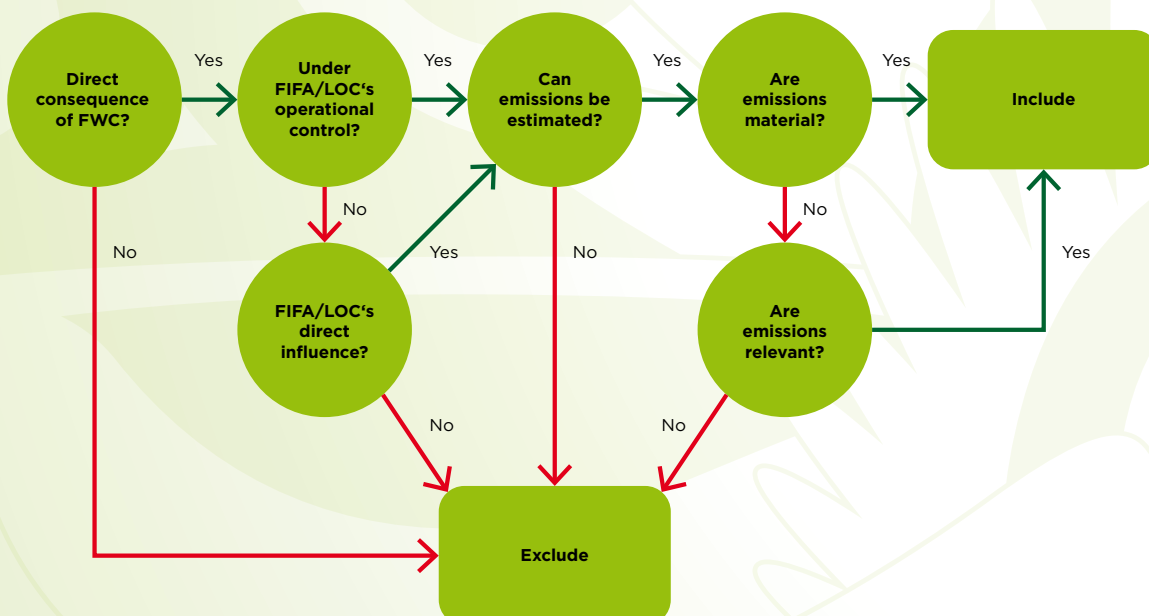 Direct
consequence
of FWC?
Yes
Under
FIFA/LOC‘s
operational
control?
Yes
Can
emissions be
estimated?
Yes
Are
emissions
material?
Yes
Include
No
No
Yes
No
No
Yes
FIFA/LOC‘s
direct
influence?
Are
emissions
relevant?
No
No
Exclude